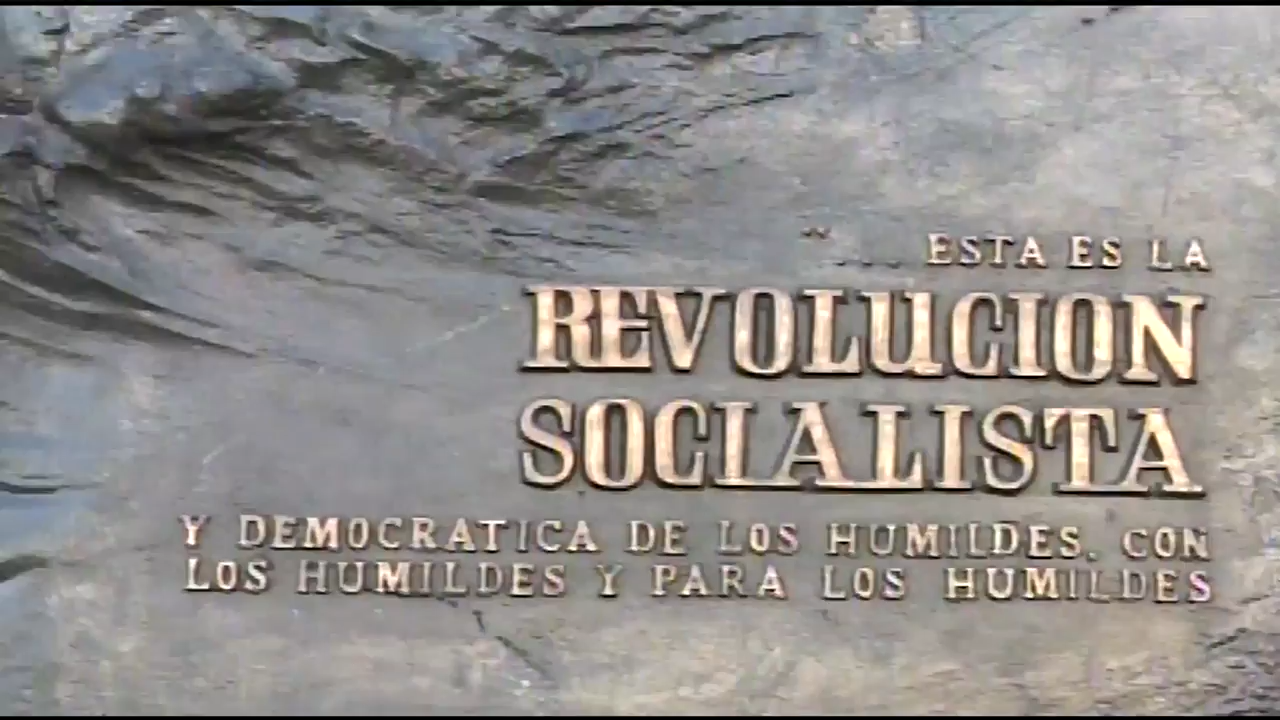 "... ESTA ES LA
REVOLUCION
SOCIALISTA
Y DEMOCRATICA DE LOS HUMILDES. CON
LOS HUMILDES Y PARA LOS HUMILDES